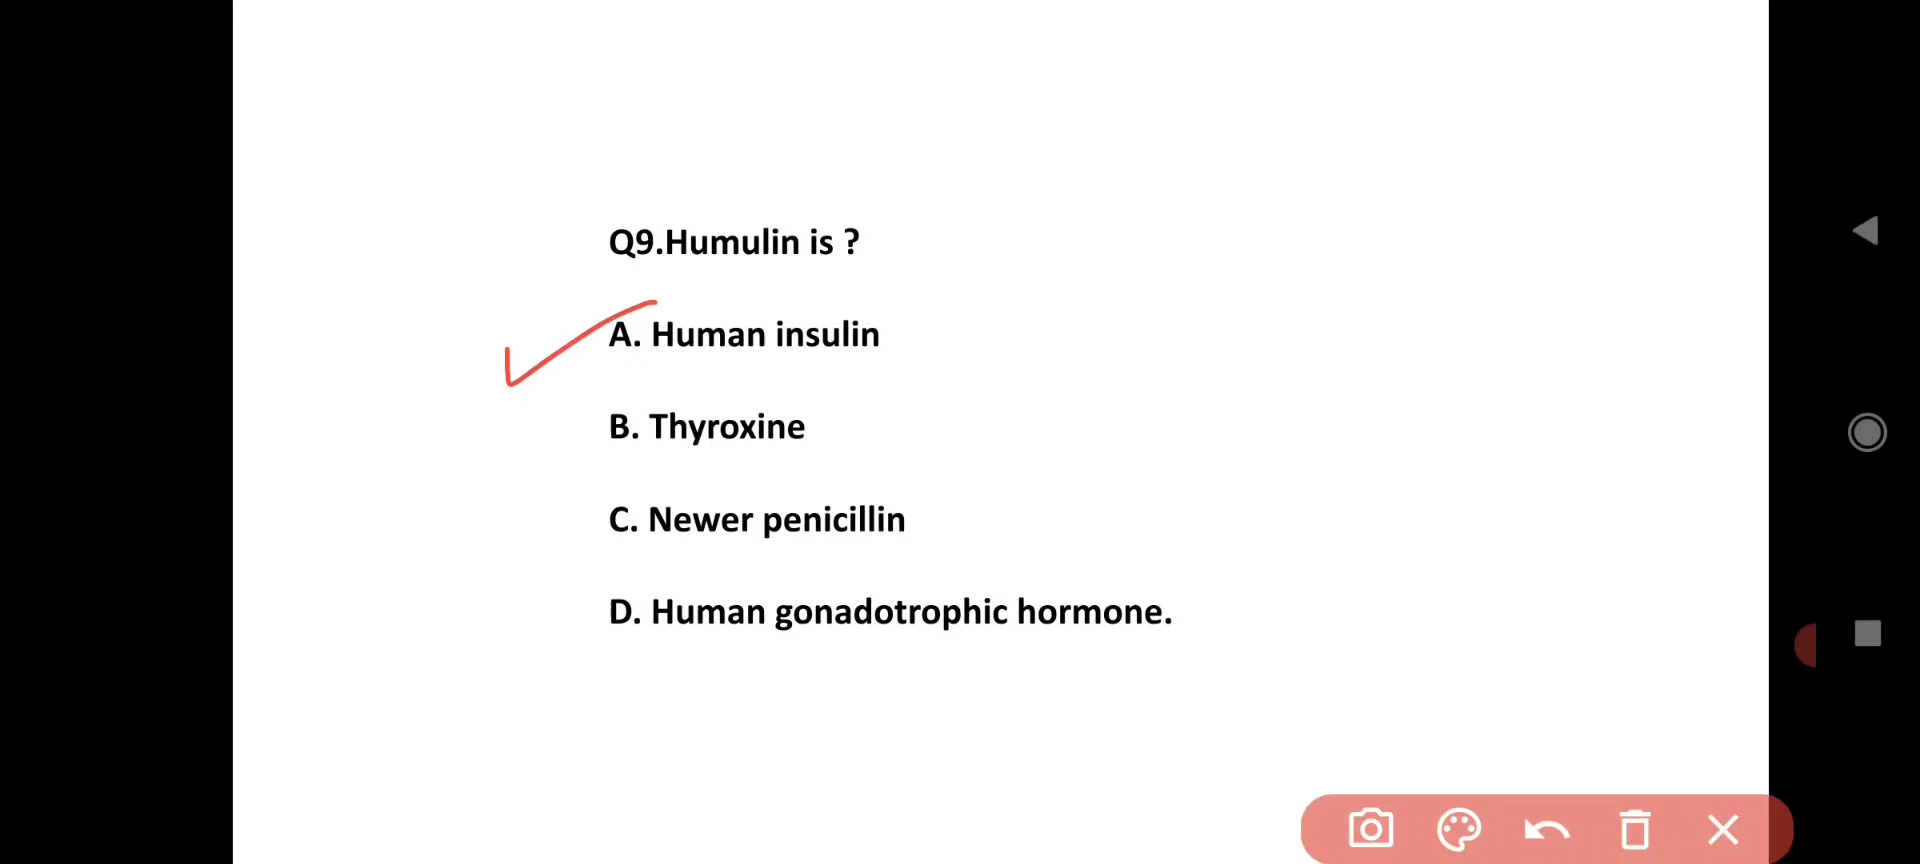 Q9.Humulin is ?
A. Human insulin
B. Thyroxine
C. Newer penicillin
D. Human gonadotrophic hormone.